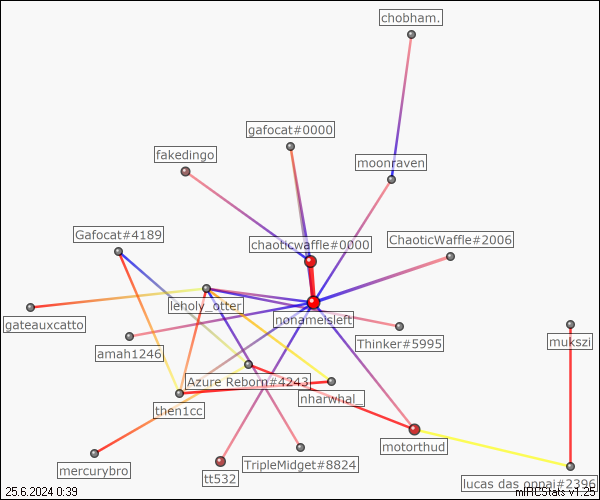 chobham.
gafocat#0000
fakedingo
moonraven
Gafocat#4189
chaoticwaffle#0000
ChaoticWaffle#2006
leholy_otter
nonameisleft
gateauxcatto
amah1246
Thinker#5995
mukszi
Azure Reborn#4243
nharwhal_
then1cc
motorthud
mercurybro
TripleMidget#8824
tt532
lucas das oppai#2396
25.6.2024 0:39
mIRCStats v1.25